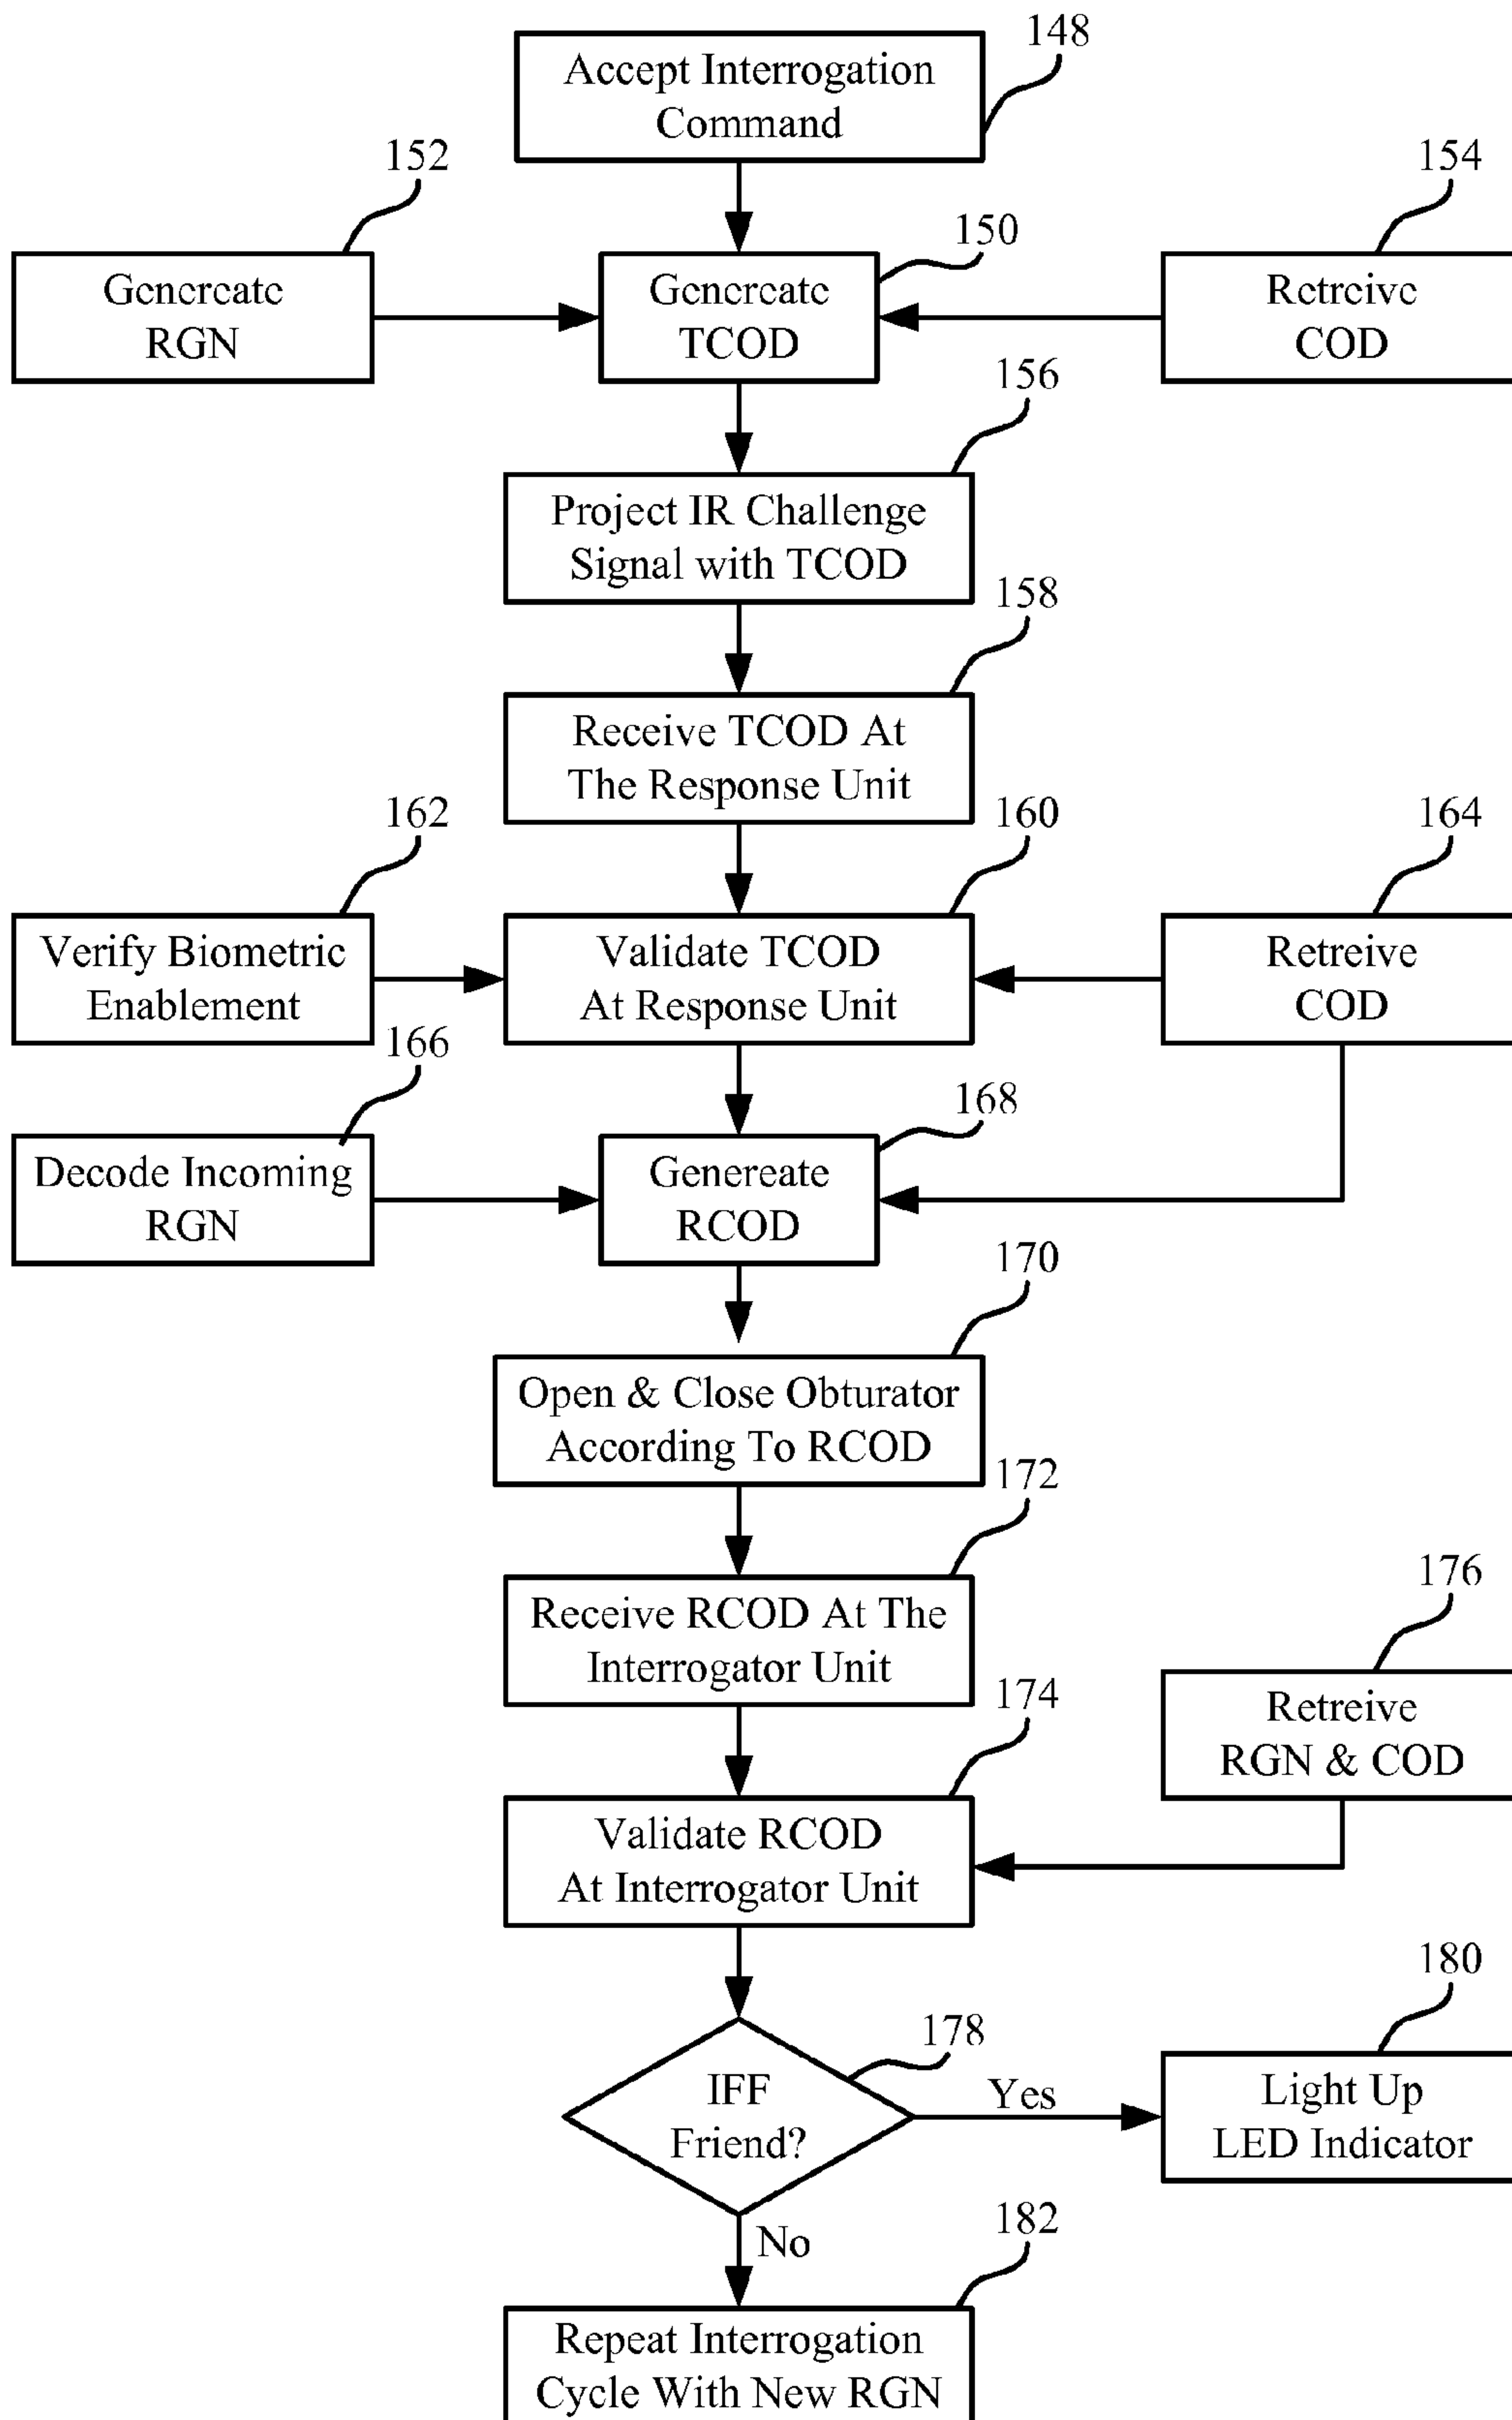 148
Accept Interrogation
Command
152
154
150
Genereate
RGN
Genereate
TCOD
Retreive
COD
156
Project IR Challenge
Signal with TCOD
158
Receive TCOD At
The Response Unit
162
160
164
Verify Biometric
Enablement
Validate TCOD
At Response Unit
Retreive
COD
166
168
Decode Incoming
RGN
Genereate
RCOD
170
Open & Close Obturator
According To RCOD
172
Receive RCOD At The
Interrogator Unit
176
174
Retreive
RGN & COD
Validate RCOD
At Interrogator Unit
180
178
IFF
Friend?
Yes
Light Up
LED Indicator
No
182
Repeat Interrogation
Cycle With New RGN